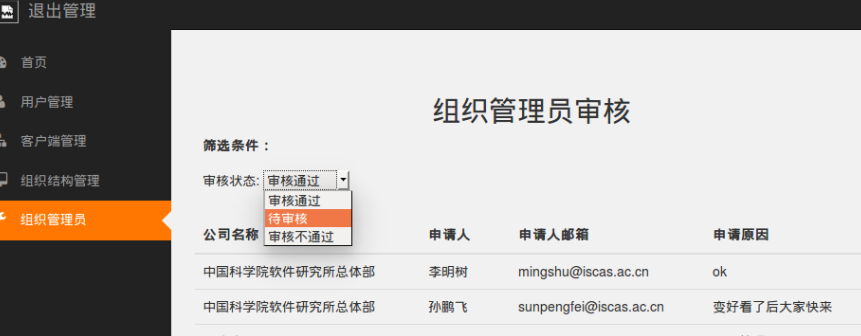 退出管理
首页
用户管理
客户端管理
组织结构管理
组织管理员
组织管理员审核
筛选条件：
审核状态: 审核通过
审核通过
待审核
审核不通过
公司名称 申请人 申请人邮箱 申请原因
中国科学院软件研究所总体部 李明树 mingshu@iscas.ac.cn ok
中国科学院软件研究所总体部 孙鹏飞 sunpengfei@iscas.ac.cn 变好看了后大家快来